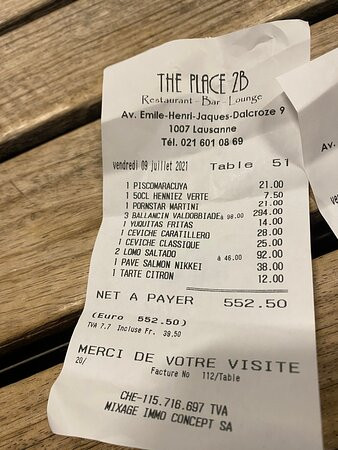 THE PLACE 2B
Restaurant - Bar - Lounge
Av. Emile-Henri-Jaques-Dalcroze 9
1007 Lausanne
Tél. 021 601 08 69
vendredi 09 juillet 2021 Table 51
1 PISCOMARACUYA 21.00
1 50CL HENNIEZ VERTE 7.50
1 PORNSTAR MARTINI 21.00
3 BALLANCIN VALDOBBIADE à 98.00 294.00
1 YUQUITAS FRITAS 14.00
1 CEVICHE CARATILLERO 28.00
1 CEVICHE CLASSIQUE 25.00
2 LOMO SALTADO à 46.00 92.00
1 PAVE SALMON NIKKEI 38.00
1 TARTE CITRON 12.00
NET A PAYER 552.50
(Euro 552.50)
TVA 7.7 Incluse Fr. 39.50
MERCI DE VOTRE VISITE
20/ Facture No 112/Table
CHE-115.716.697 TVA
MIXAGE IMMO CONCEPT SA
Av.